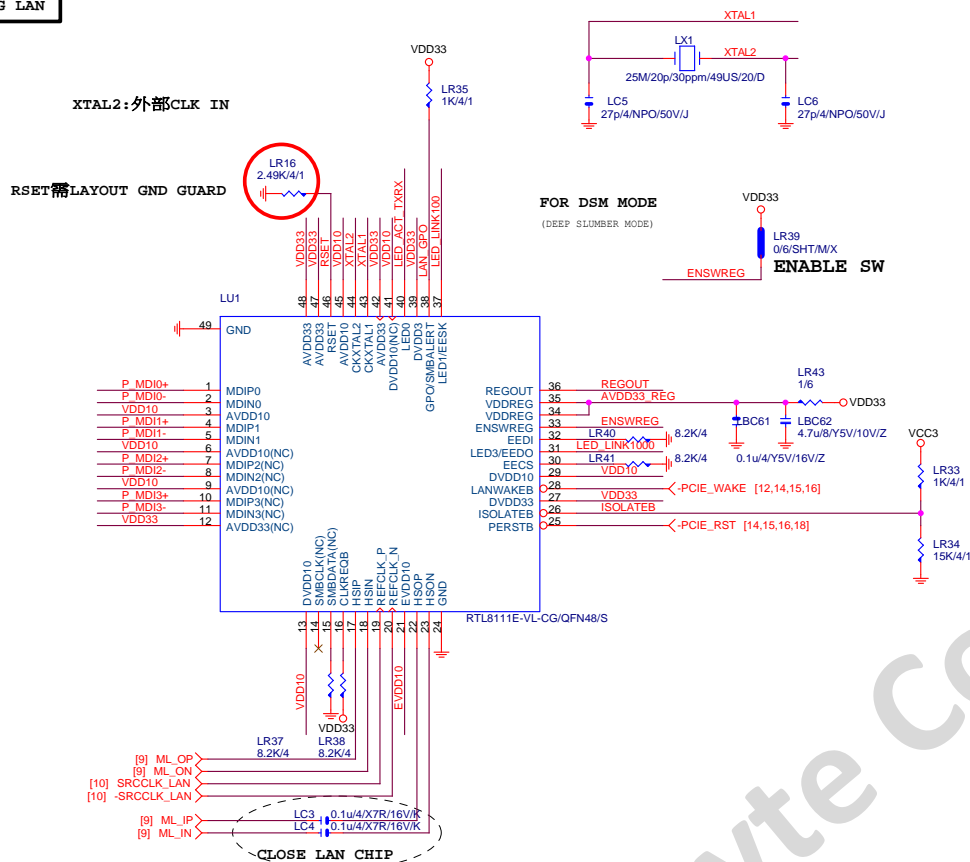 G LAN
XTAL1
LX1
XTAL2
25M/20p/30ppm/49US/20/D
LC5
27p/4/NPO/50V/J
LC6
27p/4/NPO/50V/J
VDD33
LR35
1K/4/1
XTAL2:外部CLK IN
LR16
2.49K/4/1
RSET需LAYOUT GND GUARD
FOR DSM MODE
(DEEP SLUMBER MODE)
VDD33
LR39
0/6/SHT/M/X
ENSWREG
ENABLE SW
VDD33
VDD33
RSET
VDD10
XTAL2
XTAL1
VDD33
VDD10
LED_ACT_TXRX
VDD33
LAN_GPO
LED_LINK100
48
47
46
45
44
43
42
41
40
39
38
37
LU1
AVDD33
AVDD33
RSET
AVDD10
CKXTAL2
CKXTAL1
AVDD33
DVDD10(NC)
LED0
DVDD3
GPO/SMBALERT
LED1/EESK
49 GND
P_MDI0+ 1 MDIP0
P_MDI0- 2 MDIN0
VDD10 3 AVDD10
P_MDI1+ 4 MDIP1
P_MDI1- 5 MDIN1
VDD10 6 AVDD10(NC)
P_MDI2+ 7 MDIP2(NC)
P_MDI2- 8 MDIN2(NC)
VDD10 9 AVDD10(NC)
P_MDI3+ 10 MDIP3(NC)
P_MDI3- 11 MDIN3(NC)
VDD33 12 AVDD33(NC)
REGOUT 36 REGOUT
VDDREG 35 AVDD33_REG
VDDREG 34
ENSWREG 33 ENSWREG
EEDI 32 LR40 8.2K/4
LED3/EEDO 31 LED_LINK1000
EECS 30 LR41 8.2K/4
DVDD10 29 VDD10
LANWAKEB 28 -PCIE_WAKE [12,14,15,16]
DVDD33 27 VDD33
ISOLATEB 26 ISOLATEB
PERSTB 25 -PCIE_RST [14,15,16,18]
LR43
1/6
VDD33
LBC61
0.1u/4/Y5V/16V/Z
LBC62
4.7u/8/Y5V/10V/Z
VCC3
LR33
1K/4/1
LR34
15K/4/1
DVDD10
SMBCLK(NC)
SMBDATA(NC)
CLKREQB
HSIP
HSIN
REFCLK_P
REFCLK_N
EVDD10
HSOP
HSON
GND
RTL8111E-VL-CG/QFN48/S
13
14
15
16
17
18
19
20
21
22
23
24
VDD10
EVDD10
VDD33
LR37
8.2K/4
LR38
8.2K/4
[9] ML_OP
[9] ML_ON
[10] SRCCLK_LAN
[10] -SRCCLK_LAN
[9] ML_IP
LC3 0.1u/4/X7R/16V/K
[9] ML_IN
LC4 0.1u/4/X7R/16V/K
CLOSE LAN CHIP
yte Co